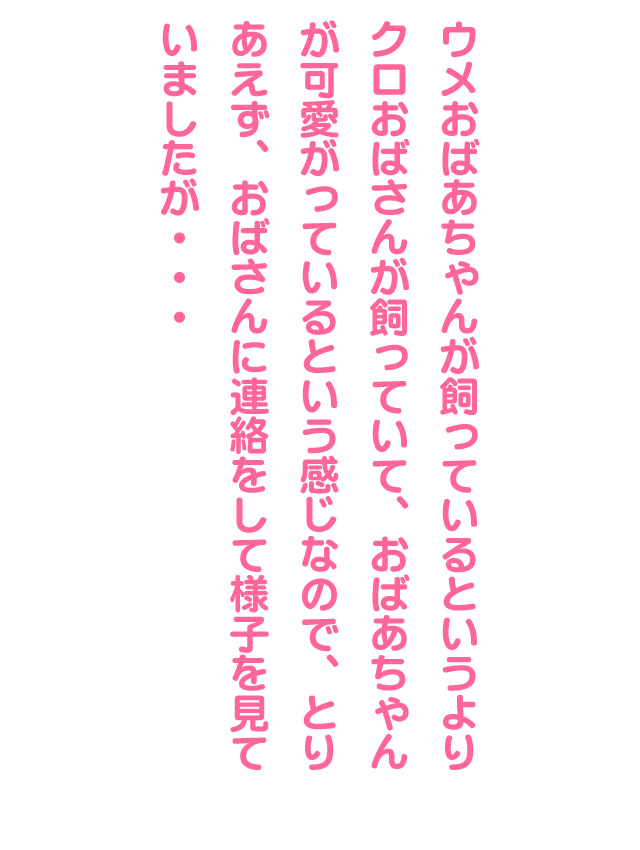 ウメおばあちゃんが飼っているというより
クロおばさんが飼っていて、おばあちゃん
が可愛がっているという感じなので、とり
あえず、おばさんに連絡をして様子を見て
いましたが・・・